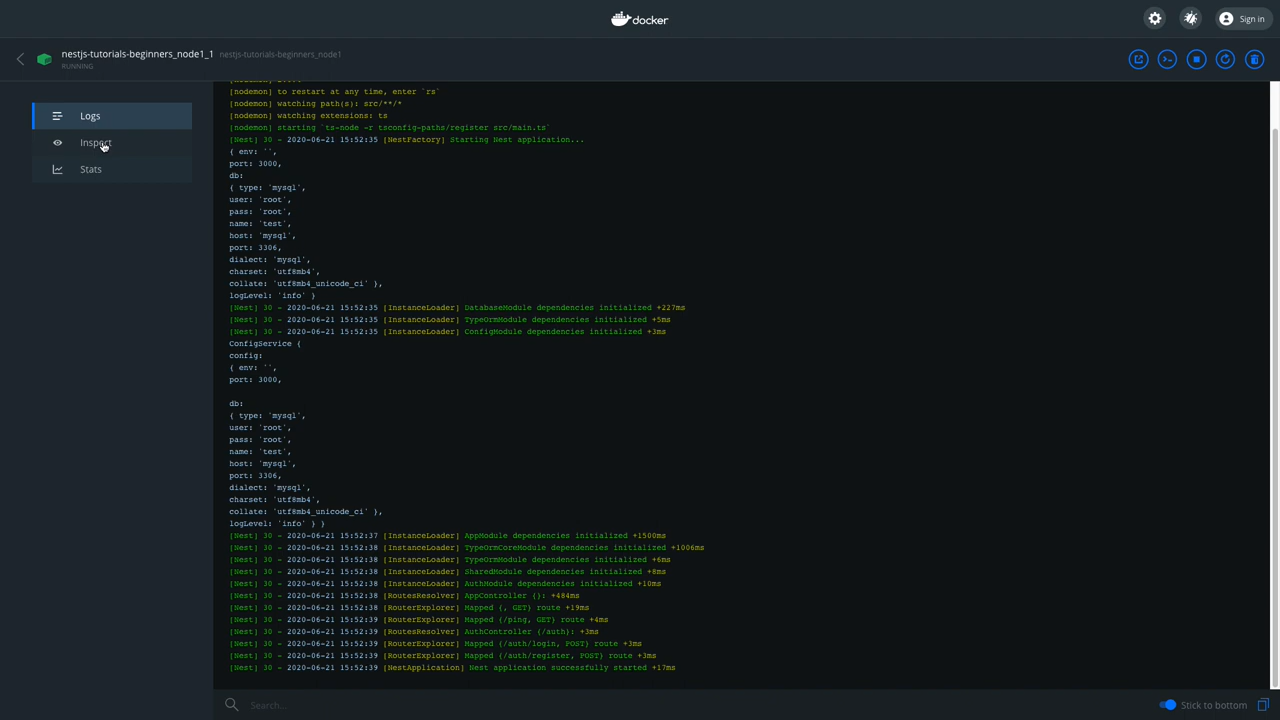 docker
Sign in
nestjs-tutorials-beginners_node1_1 nestjs-tutorials-beginners_node1
RUNNING
Logs
Inspect
Stats
[nodemon] to restart at any time, enter `rs`
[nodemon] watching path(s): src/**/*
[nodemon] watching extensions: ts
[nodemon] starting `ts-node -r tsconfig-paths/register src/main.ts`
[Nest] 30 - 2020-06-21 15:52:35 [NestFactory] Starting Nest application...
{ env: '',
port: 3000,
db:
{ type: 'mysql',
user: 'root',
pass: 'root',
name: 'test',
host: 'mysql',
port: 3306,
dialect: 'mysql',
charset: 'utf8mb4',
collate: 'utf8mb4_unicode_ci' },
logLevel: 'info' }
[Nest] 30 - 2020-06-21 15:52:35 [InstanceLoader] DatabaseModule dependencies initialized +227ms
[Nest] 30 - 2020-06-21 15:52:35 [InstanceLoader] TypeOrmModule dependencies initialized +5ms
[Nest] 30 - 2020-06-21 15:52:35 [InstanceLoader] ConfigModule dependencies initialized +3ms
ConfigService {
config:
{ env: '',
port: 3000,
db:
{ type: 'mysql',
user: 'root',
pass: 'root',
name: 'test',
host: 'mysql',
port: 3306,
dialect: 'mysql',
charset: 'utf8mb4',
collate: 'utf8mb4_unicode_ci' },
logLevel: 'info' } }
[Nest] 30 - 2020-06-21 15:52:37 [InstanceLoader] AppModule dependencies initialized +1500ms
[Nest] 30 - 2020-06-21 15:52:38 [InstanceLoader] TypeOrmCoreModule dependencies initialized +1006ms
[Nest] 30 - 2020-06-21 15:52:38 [InstanceLoader] TypeOrmModule dependencies initialized +6ms
[Nest] 30 - 2020-06-21 15:52:38 [InstanceLoader] SharedModule dependencies initialized +8ms
[Nest] 30 - 2020-06-21 15:52:38 [InstanceLoader] AuthModule dependencies initialized +10ms
[Nest] 30 - 2020-06-21 15:52:38 [RoutesResolver] AppController {}: +484ms
[Nest] 30 - 2020-06-21 15:52:38 [RouterExplorer] Mapped {, GET} route +19ms
[Nest] 30 - 2020-06-21 15:52:39 [RouterExplorer] Mapped {/ping, GET} route +4ms
[Nest] 30 - 2020-06-21 15:52:39 [RoutesResolver] AuthController {/auth}: +3ms
[Nest] 30 - 2020-06-21 15:52:39 [RouterExplorer] Mapped {/auth/login, POST} route +3ms
[Nest] 30 - 2020-06-21 15:52:39 [RouterExplorer] Mapped {/auth/register, POST} route +3ms
[Nest] 30 - 2020-06-21 15:52:39 [NestApplication] Nest application successfully started +17ms
Search...
Stick to bottom